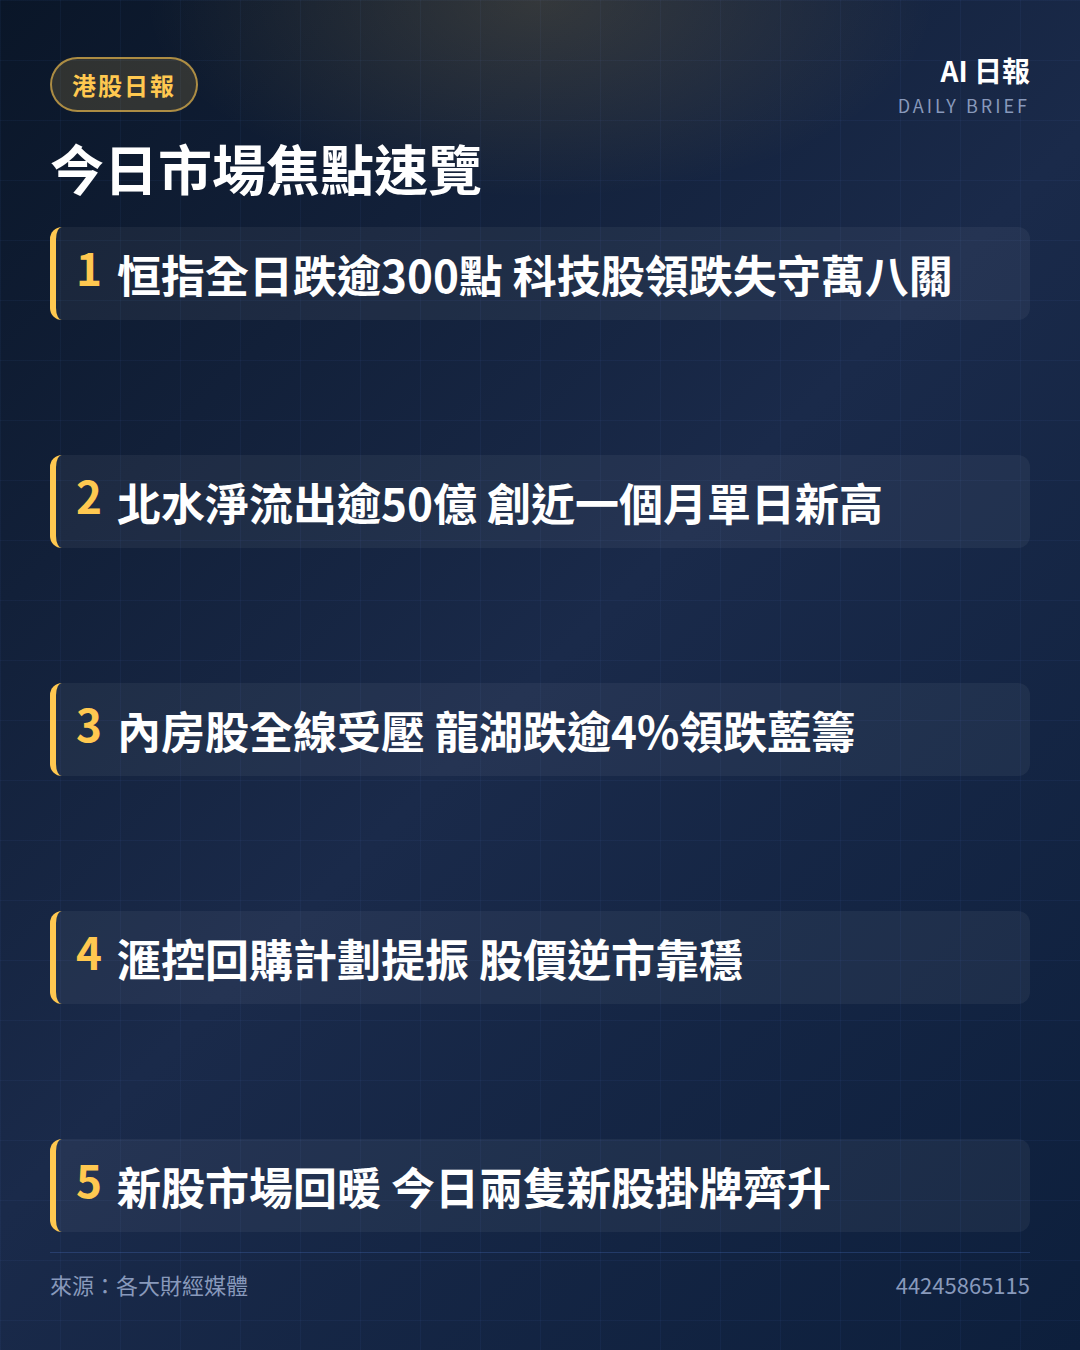 港股日報
AI 日報
DAILY BRIEF
今日市場焦點速覽
1 恒指全日跌逾300點 科技股領跌失守萬八關
2 北水淨流出逾50億 創近一個月單日新高
3 內房股全線受壓 龍湖跌逾4%領跌藍籌
4 滙控回購計劃提振 股價逆市靠穩
5 新股市場回暖 今日兩隻新股掛牌齊升
來源：各大財經媒體
44245865115